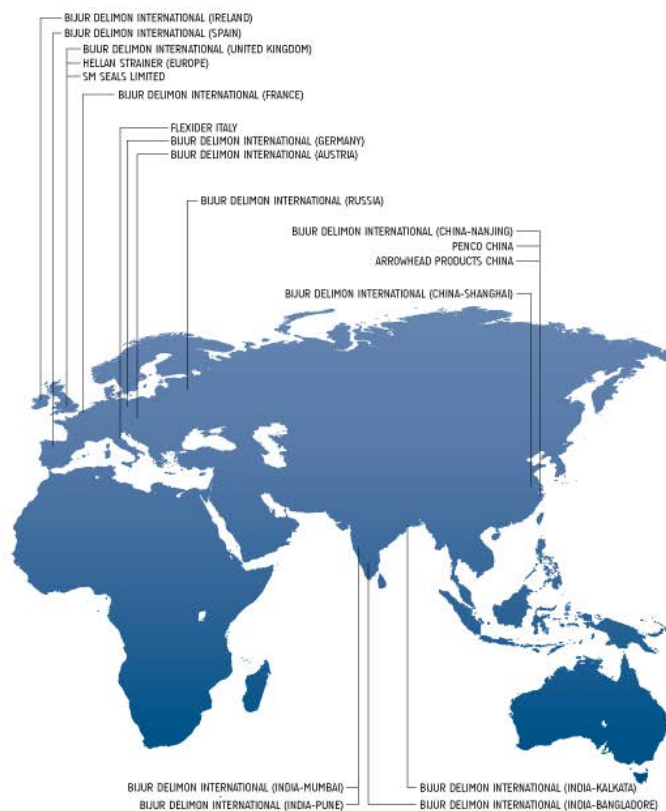 BIJUR DELIMON INTERNATIONAL (IRELAND)
BIJUR DELIMON INTERNATIONAL (SPAIN)
BIJUR DELIMON INTERNATIONAL (UNITED KINGDOM)
HELLAN STRAINER (EUROPE)
SM SEALS LIMITED
BIJUR DELIMON INTERNATIONAL (FRANCE)
FLEXIDER ITALY
BIJUR DELIMON INTERNATIONAL (GERMANY)
BIJUR DELIMON INTERNATIONAL (AUSTRIA)
BIJUR DELIMON INTERNATIONAL (RUSSIA)
BIJUR DELIMON INTERNATIONAL (CHINA-NANJING)
PENCO CHINA
ARROWHEAD PRODUCTS CHINA
BIJUR DELIMON INTERNATIONAL (CHINA-SHANGHAI)
BIJUR DELIMON INTERNATIONAL (INDIA-MUMBAI)
BIJUR DELIMON INTERNATIONAL (INDIA-PUNE)
BIJUR DELIMON INTERNATIONAL (INDIA-KALKATA)
BIJUR DELIMON INTERNATIONAL (INDIA-BANGLADORE)